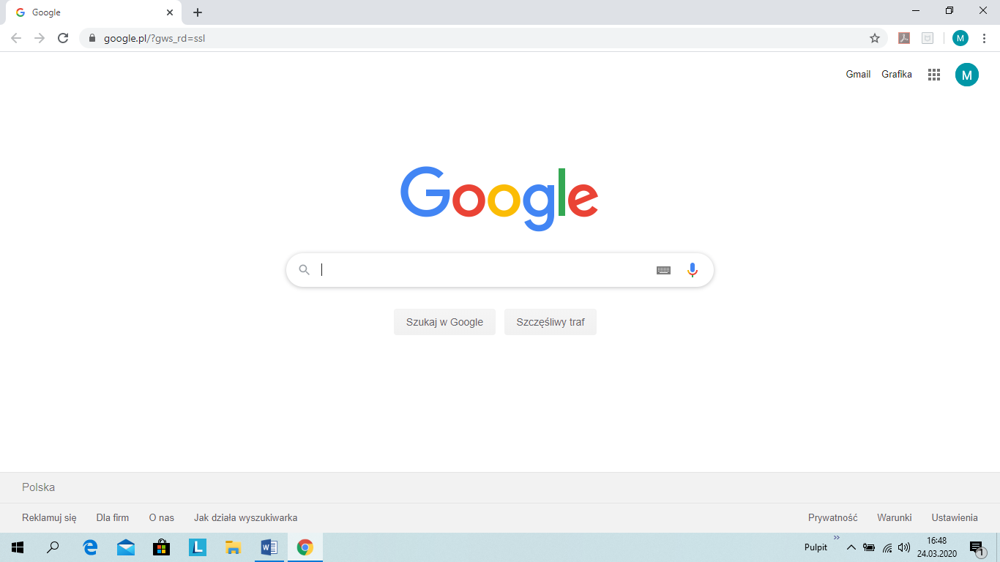 Google
google.pl/?gws_rd=ssl
M
Gmail Grafika M
Google
Szukaj w Google Szczęśliwy traf
Polska
Reklamuj się Dla firm O nas Jak działa wyszukiwarka Prywatność Warunki Ustawienia
L W Pulpit 16:48
24.03.2020
1